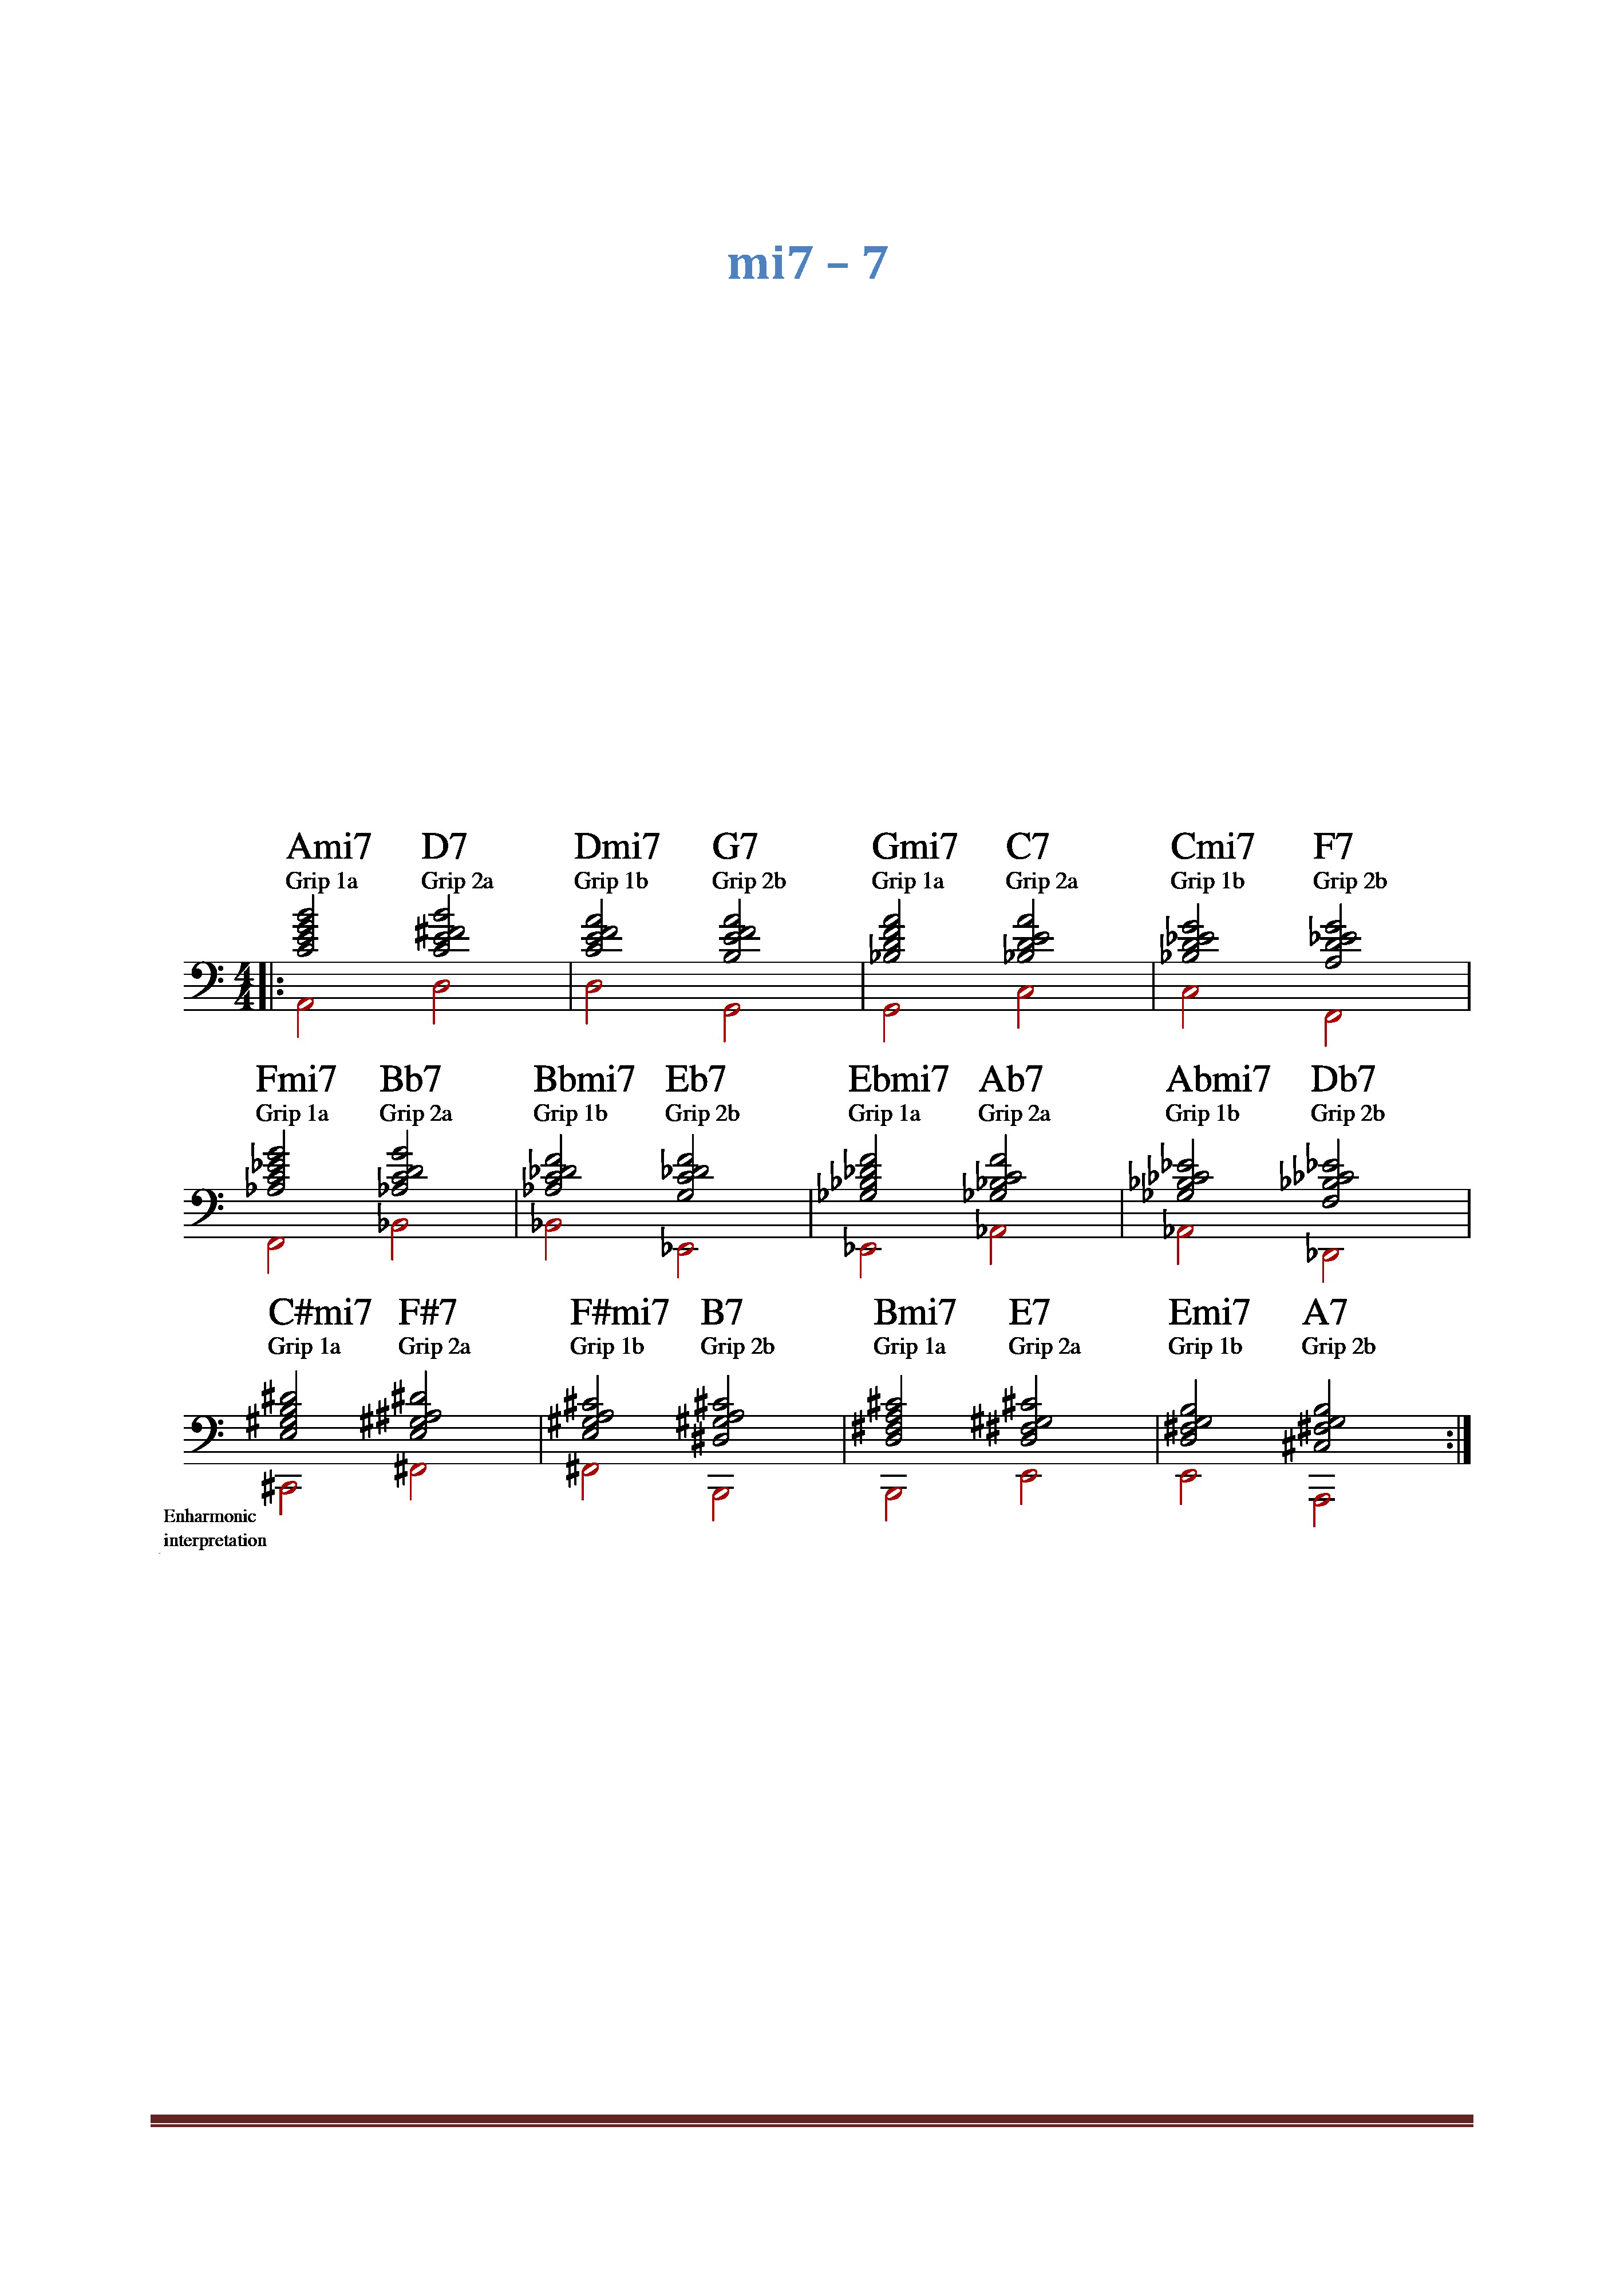 mi7 – 7
Ami7 D7 Dmi7 G7 Gmi7 C7 Cmi7 F7
Grip 1a Grip 2a Grip 1b Grip 2b Grip 1a Grip 2a Grip 1b Grip 2b
4
4
Fmi7 Bb7 Bbmi7 Eb7 Ebmi7 Ab7 Abmi7 Db7
Grip 1a Grip 2a Grip 1b Grip 2b Grip 1a Grip 2a Grip 1b Grip 2b
C#mi7 F#7 F#mi7 B7 Bmi7 E7 Emi7 A7
Grip 1a Grip 2a Grip 1b Grip 2b Grip 1a Grip 2a Grip 1b Grip 2b
Enharmonic
interpretation